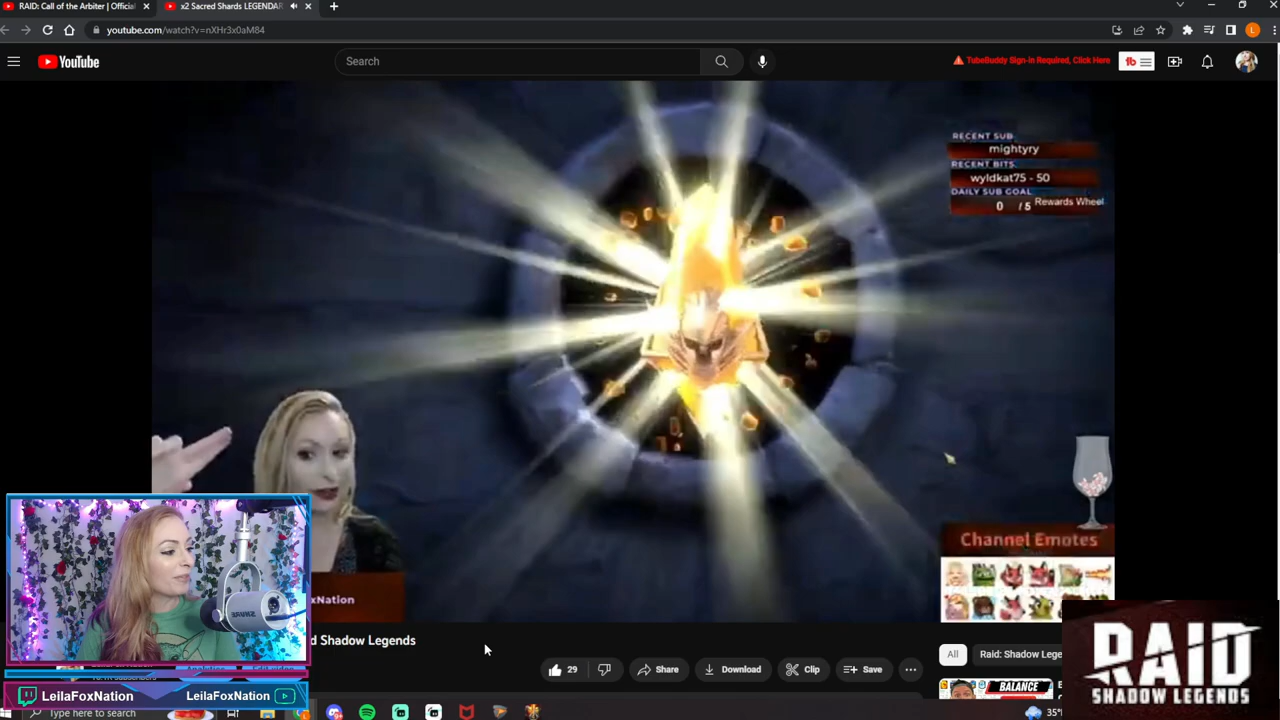 RAID: Call of the Arbiter | Official
x2 Sacred Shards LEGENDAR
youtube.com/watch?v=nXHr3x0aM84
YouTube
Search
TubeBuddy Sign-in Required, Click Here
tb
L
RECENT SUB
mightyry
RECENT BITS
wyldkat75 - 50
DAILY SUB GOAL
0 / 5 Rewards Wheel
Channel Emotes
xNation
d Shadow Legends
29
Share
Download
Clip
Save
All
Raid: Shadow Lege
BALANCE
SHURE
LeilaFoxNation
LeilaFoxNation
RAID
SHADOW LEGENDS
Type here to search
35°